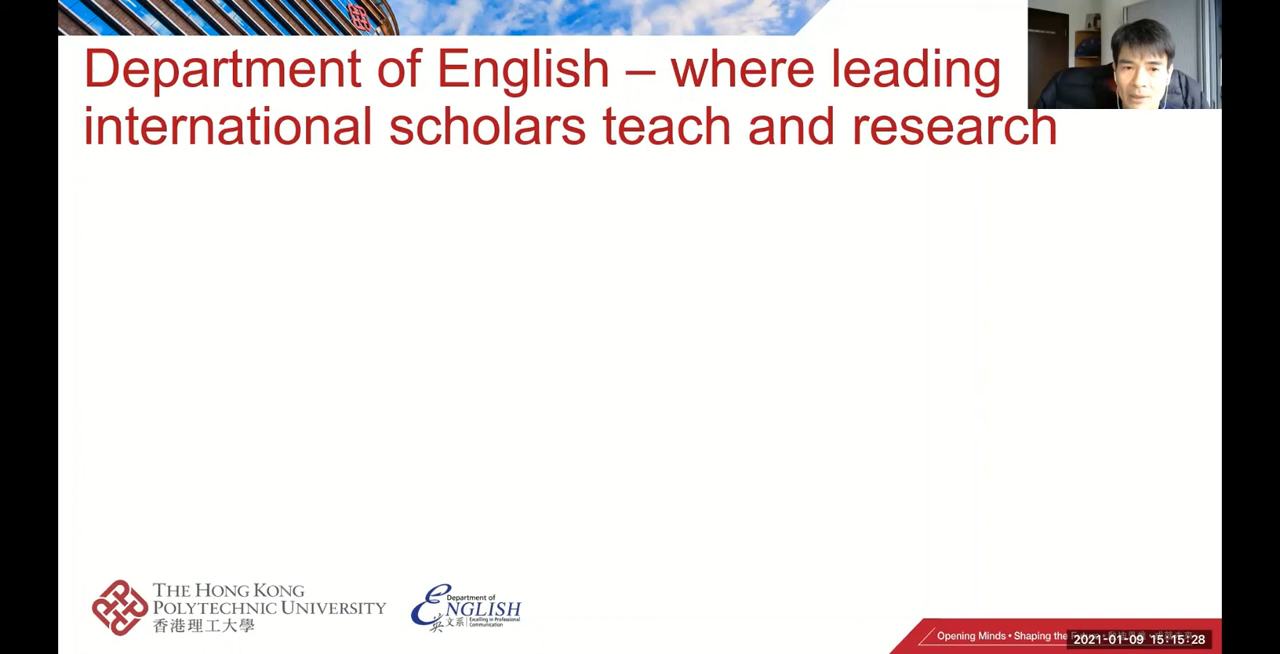 Department of English – where leading
international scholars teach and research
THE HONG KONG
POLYTECHNIC UNIVERSITY
香港理工大學
Department of
ENGLISH
英文系
Excelling in Professional
Communication
Opening Minds • Shaping the
2021-01-09 15:15:28